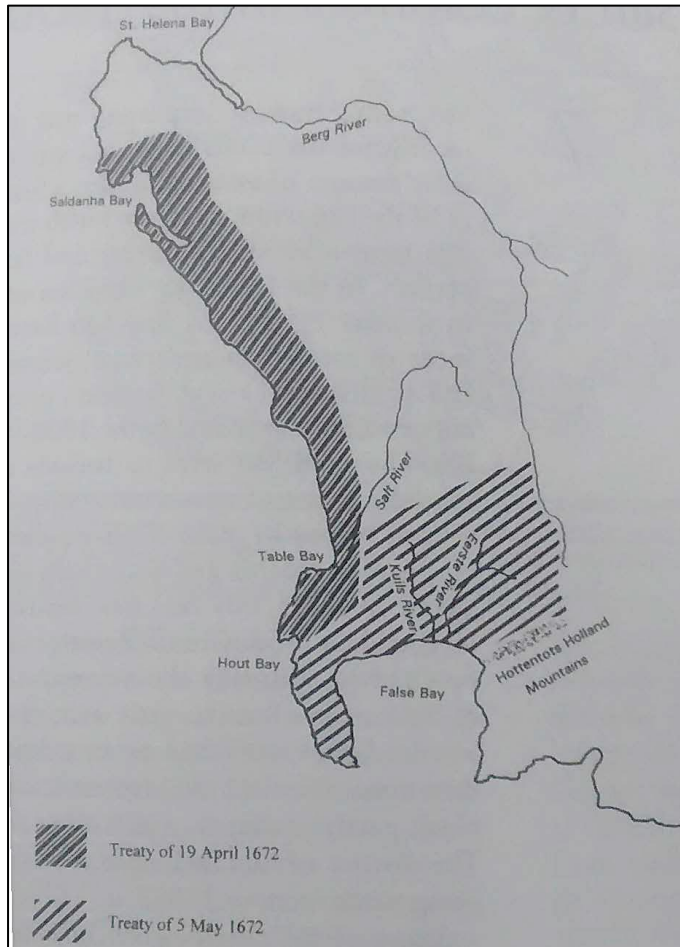 St. Helena Bay
Berg River
Saldanha Bay
Salt River
Table Bay
Kuils River
Eerste River
Hout Bay
False Bay
Hottentots Holland
Mountains
Treaty of 19 April 1672
Treaty of 5 May 1672